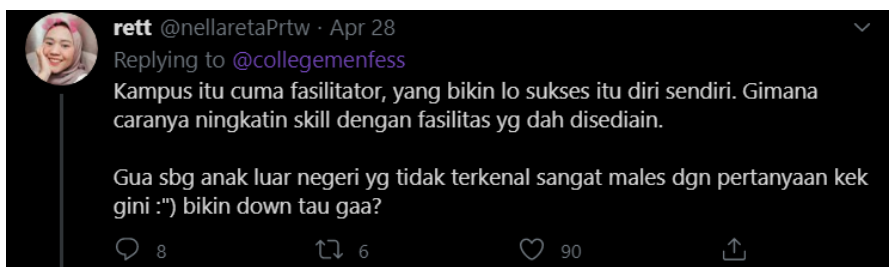 rett @nellaretaPrtw · Apr 28
Replying to @collegemenfess
Kampus itu cuma fasilitator, yang bikin lo sukses itu diri sendiri. Gimana
caranya ningkatin skill dengan fasilitas yg dah disediain.
Gua sbg anak luar negeri yg tidak terkenal sangat males dgn pertanyaan kek
gini :") bikin down tau gaa?
8 6 90